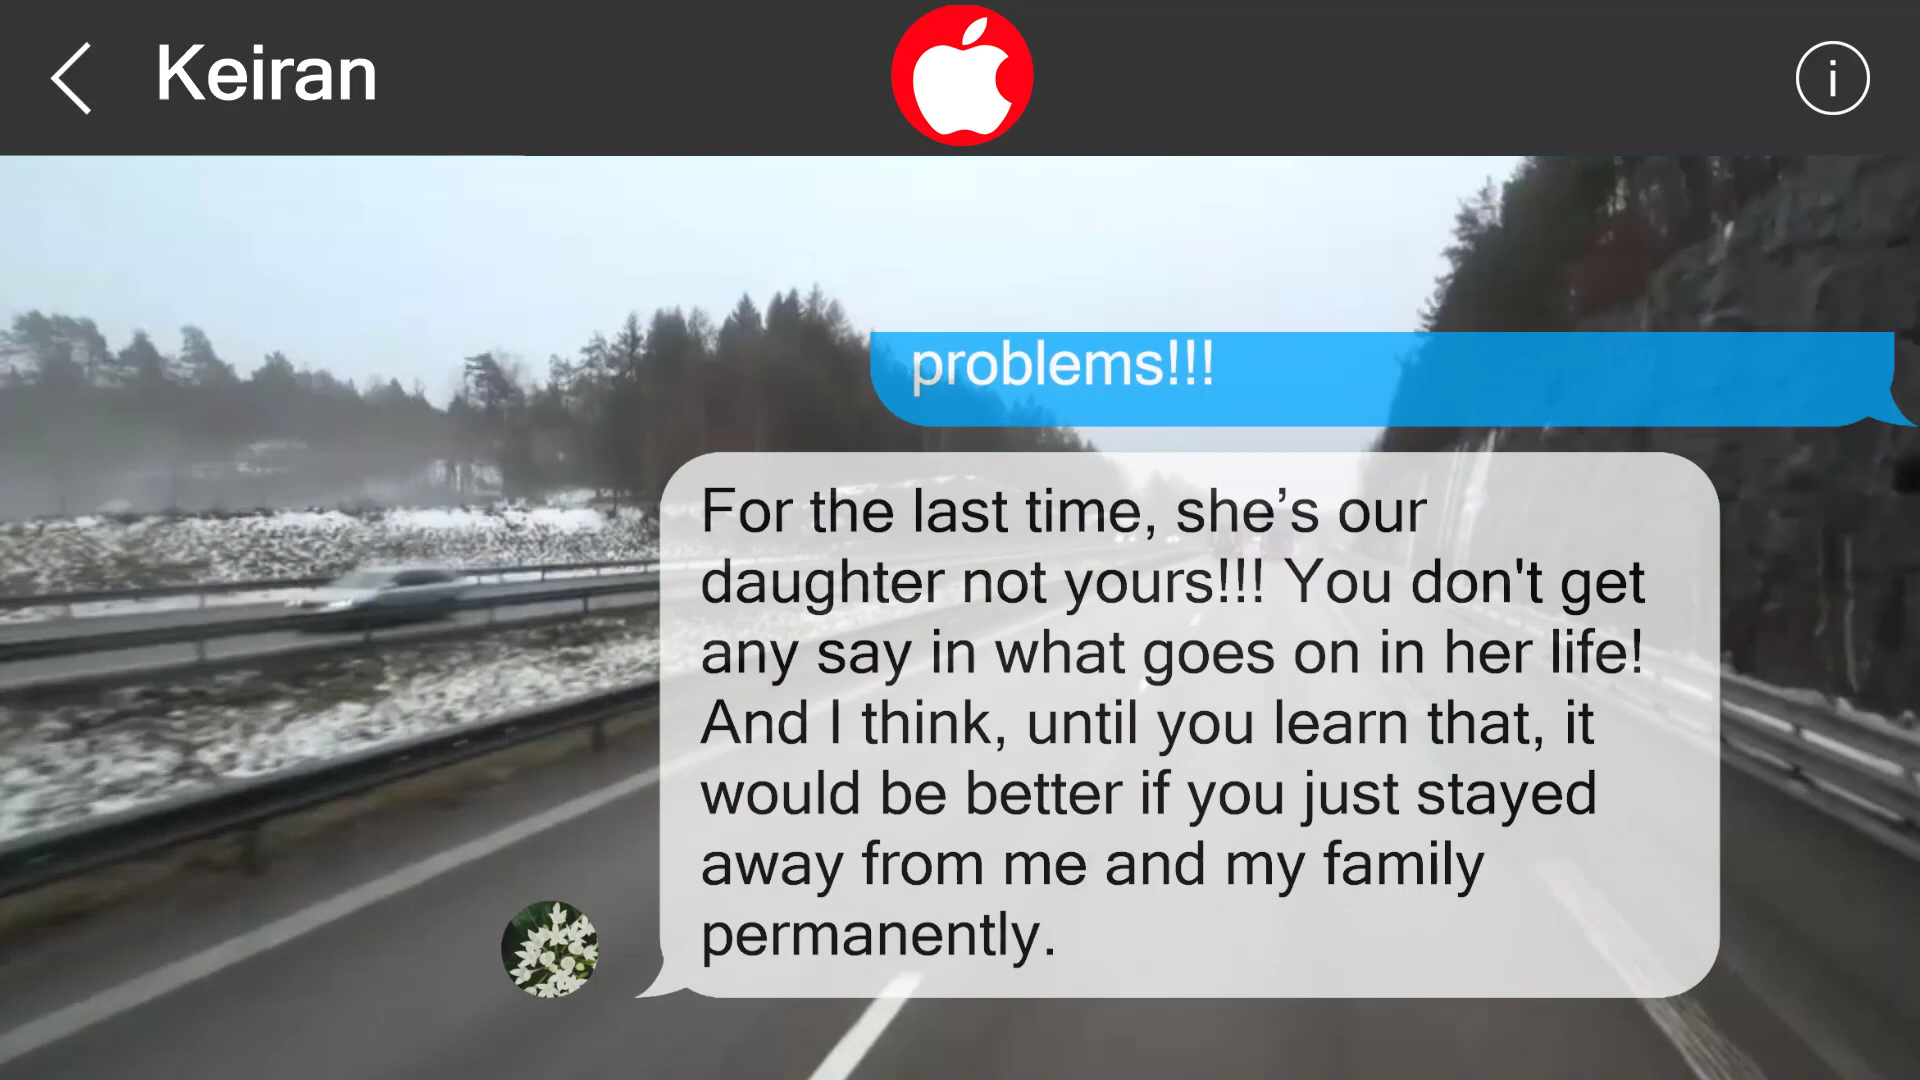 Keiran
problems!!!
For the last time, she’s our
daughter not yours!!! You don't get
any say in what goes on in her life!
And I think, until you learn that, it
would be better if you just stayed
away from me and my family
permanently.